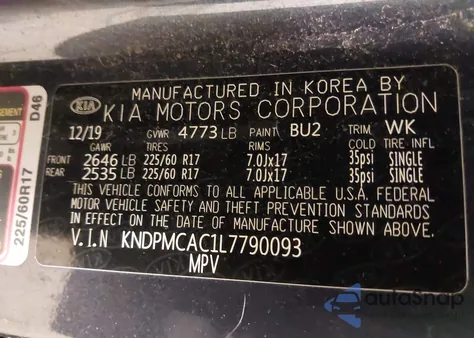 MANUFACTURED IN KOREA BY
KIA KIA MOTORS CORPORATION
12/19 GVWR 4773 LB PAINT BU2 TRIM WK
GAWR TIRES RIMS COLD TIRE INFL
FRONT 2646 LB 225/60 R17 7.0Jx17 35psi SINGLE
REAR 2535 LB 225/60 R17 7.0Jx17 35psi SINGLE
THIS VEHICLE CONFORMS TO ALL APPLICABLE U.S.A. FEDERAL
MOTOR VEHICLE SAFETY AND THEFT PREVENTION STANDARDS
IN EFFECT ON THE DATE OF MANUFACTURE SHOWN ABOVE.
V.I.N KNDPMCAC1L7790093
MPV
D46
225/60R17
autoSnap